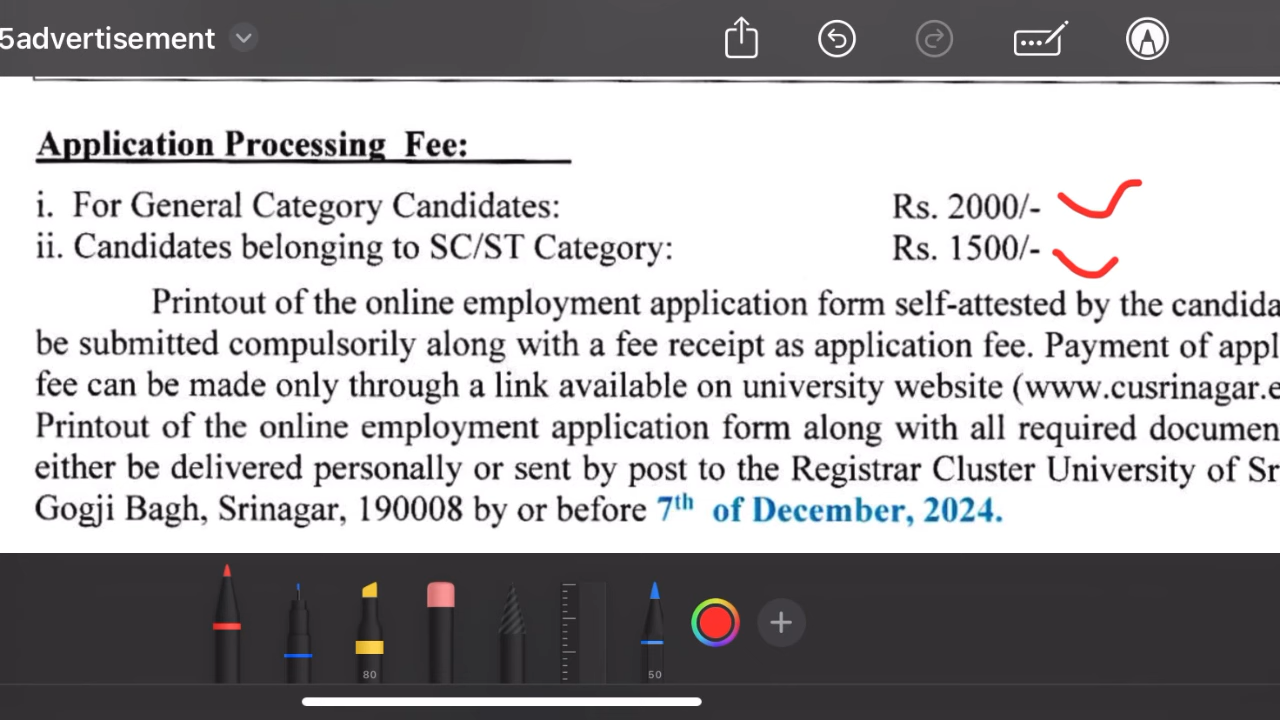 5advertisement
Application Processing Fee:
i. For General Category Candidates: Rs. 2000/-
ii. Candidates belonging to SC/ST Category: Rs. 1500/-
Printout of the online employment application form self-attested by the candida
be submitted compulsorily along with a fee receipt as application fee. Payment of appl
fee can be made only through a link available on university website (www.cusrinagar.e
Printout of the online employment application form along with all required documen
either be delivered personally or sent by post to the Registrar Cluster University of Sr
Gogji Bagh, Srinagar, 190008 by or before 7th of December, 2024.
80 50